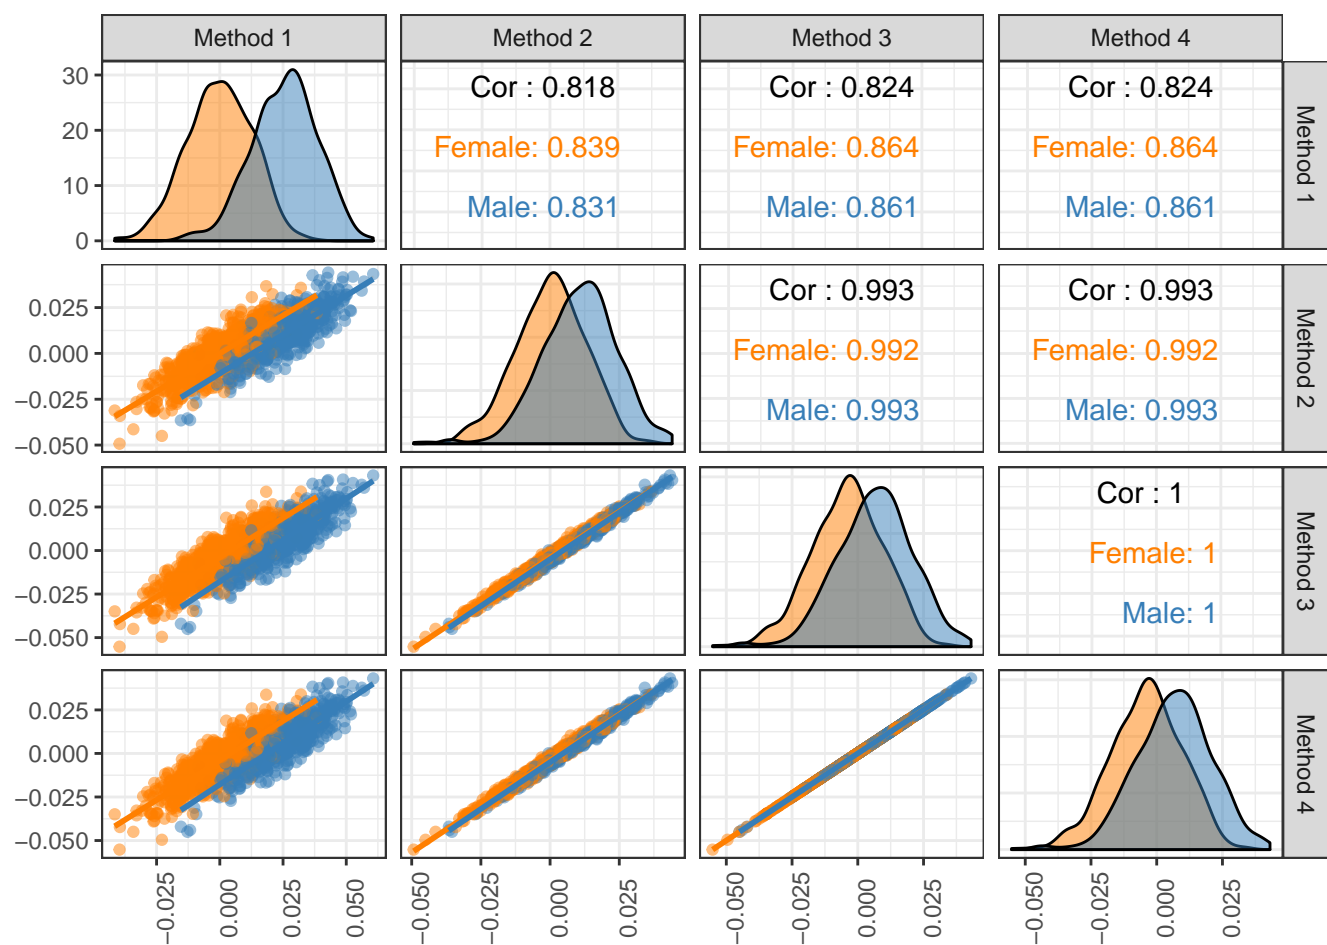 Method 1
Method 2
Method 3
Method 4
30
20
10
0
Cor : 0.818
Female: 0.839
Male: 0.831
Cor : 0.824
Female: 0.864
Male: 0.861
Cor : 0.824
Female: 0.864
Male: 0.861
Method 1
0.025
0.000
−0.025
−0.050
Cor : 0.993
Female: 0.992
Male: 0.993
Cor : 0.993
Female: 0.992
Male: 0.993
Method 2
0.025
0.000
−0.025
−0.050
Cor : 1
Female: 1
Male: 1
Method 3
0.025
0.000
−0.025
−0.050
Method 4
−0.025
0.000
0.025
0.050
−0.050
−0.025
0.000
0.025
−0.050
−0.025
0.000
0.025
−0.050
−0.025
0.000
0.025